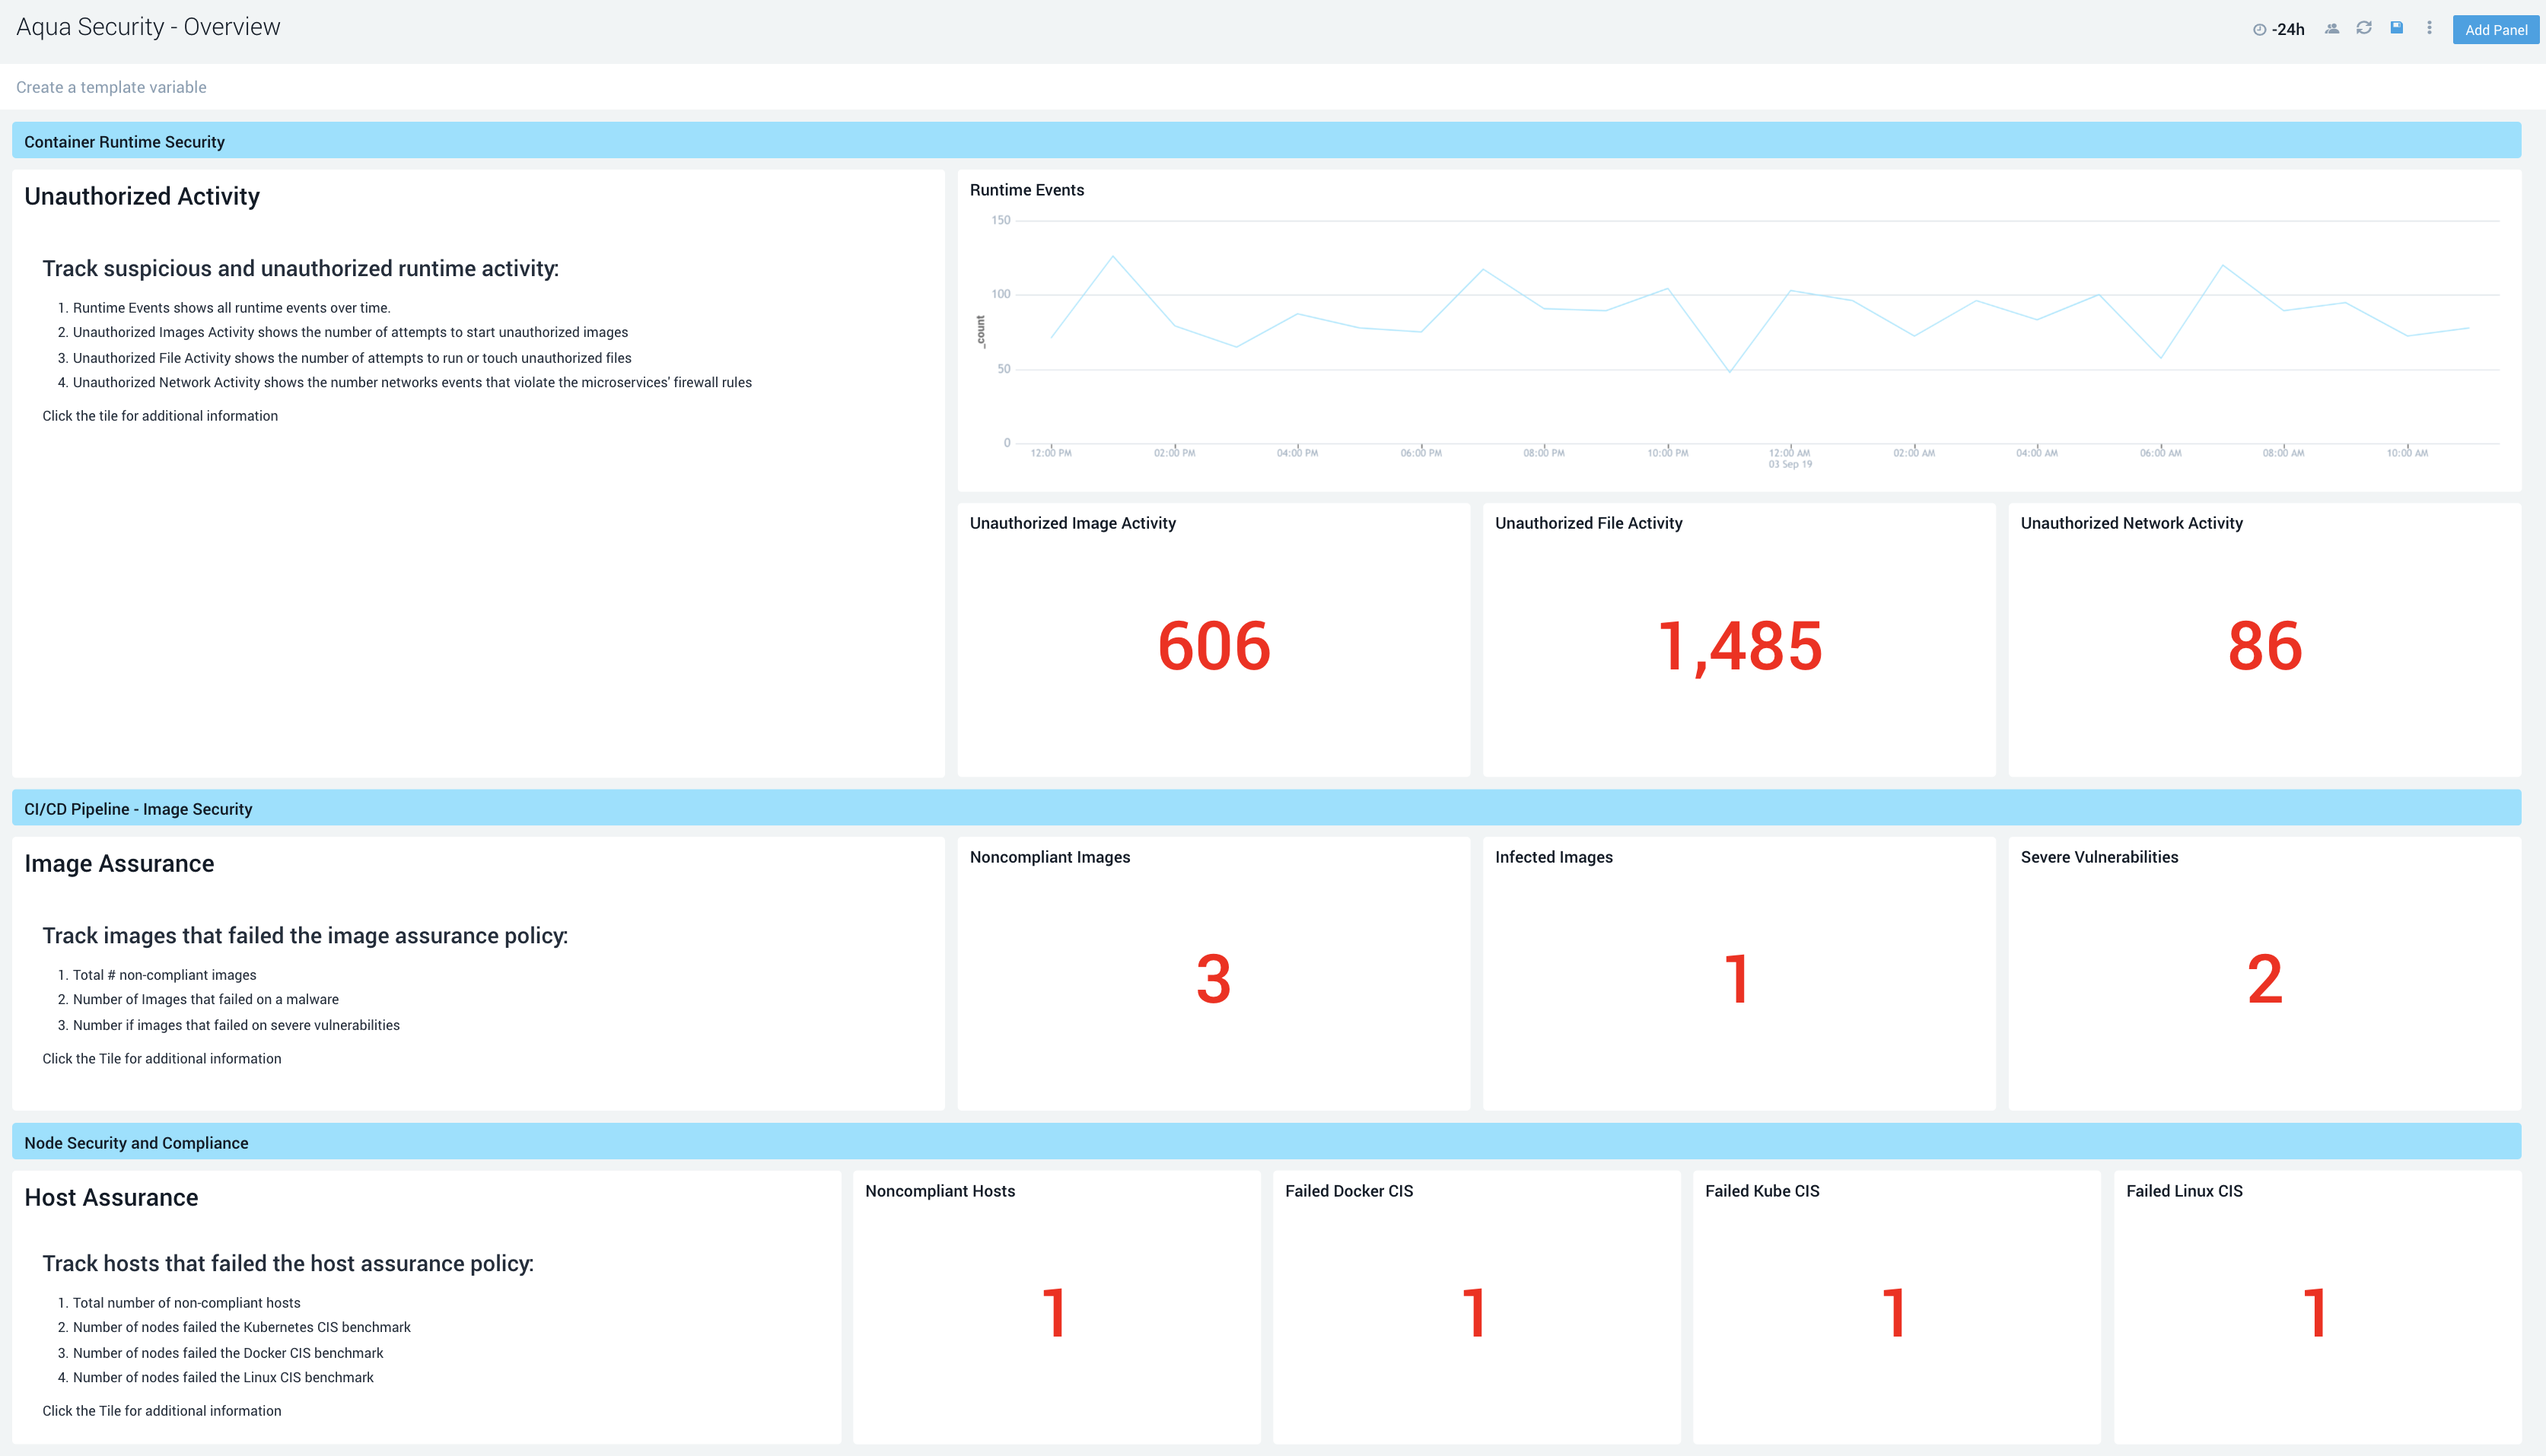 Aqua Security - Overview
-24h
Add Panel
Create a template variable
Container Runtime Security
Unauthorized Activity
Track suspicious and unauthorized runtime activity:
1. Runtime Events shows all runtime events over time.
2. Unauthorized Images Activity shows the number of attempts to start unauthorized images
3. Unauthorized File Activity shows the number of attempts to run or touch unauthorized files
4. Unauthorized Network Activity shows the number networks events that violate the microservices' firewall rules
Click the tile for additional information
Runtime Events
150
100
50
0
_count
12:00 PM
02:00 PM
04:00 PM
06:00 PM
08:00 PM
10:00 PM
12:00 AM
03 Sep 19
02:00 AM
04:00 AM
06:00 AM
08:00 AM
10:00 AM
Unauthorized Image Activity
606
Unauthorized File Activity
1,485
Unauthorized Network Activity
86
CI/CD Pipeline - Image Security
Image Assurance
Track images that failed the image assurance policy:
1. Total # non-compliant images
2. Number of Images that failed on a malware
3. Number if images that failed on severe vulnerabilities
Click the Tile for additional information
Noncompliant Images
3
Infected Images
1
Severe Vulnerabilities
2
Node Security and Compliance
Host Assurance
Track hosts that failed the host assurance policy:
1. Total number of non-compliant hosts
2. Number of nodes failed the Kubernetes CIS benchmark
3. Number of nodes failed the Docker CIS benchmark
4. Number of nodes failed the Linux CIS benchmark
Click the Tile for additional information
Noncompliant Hosts
1
Failed Docker CIS
1
Failed Kube CIS
1
Failed Linux CIS
1